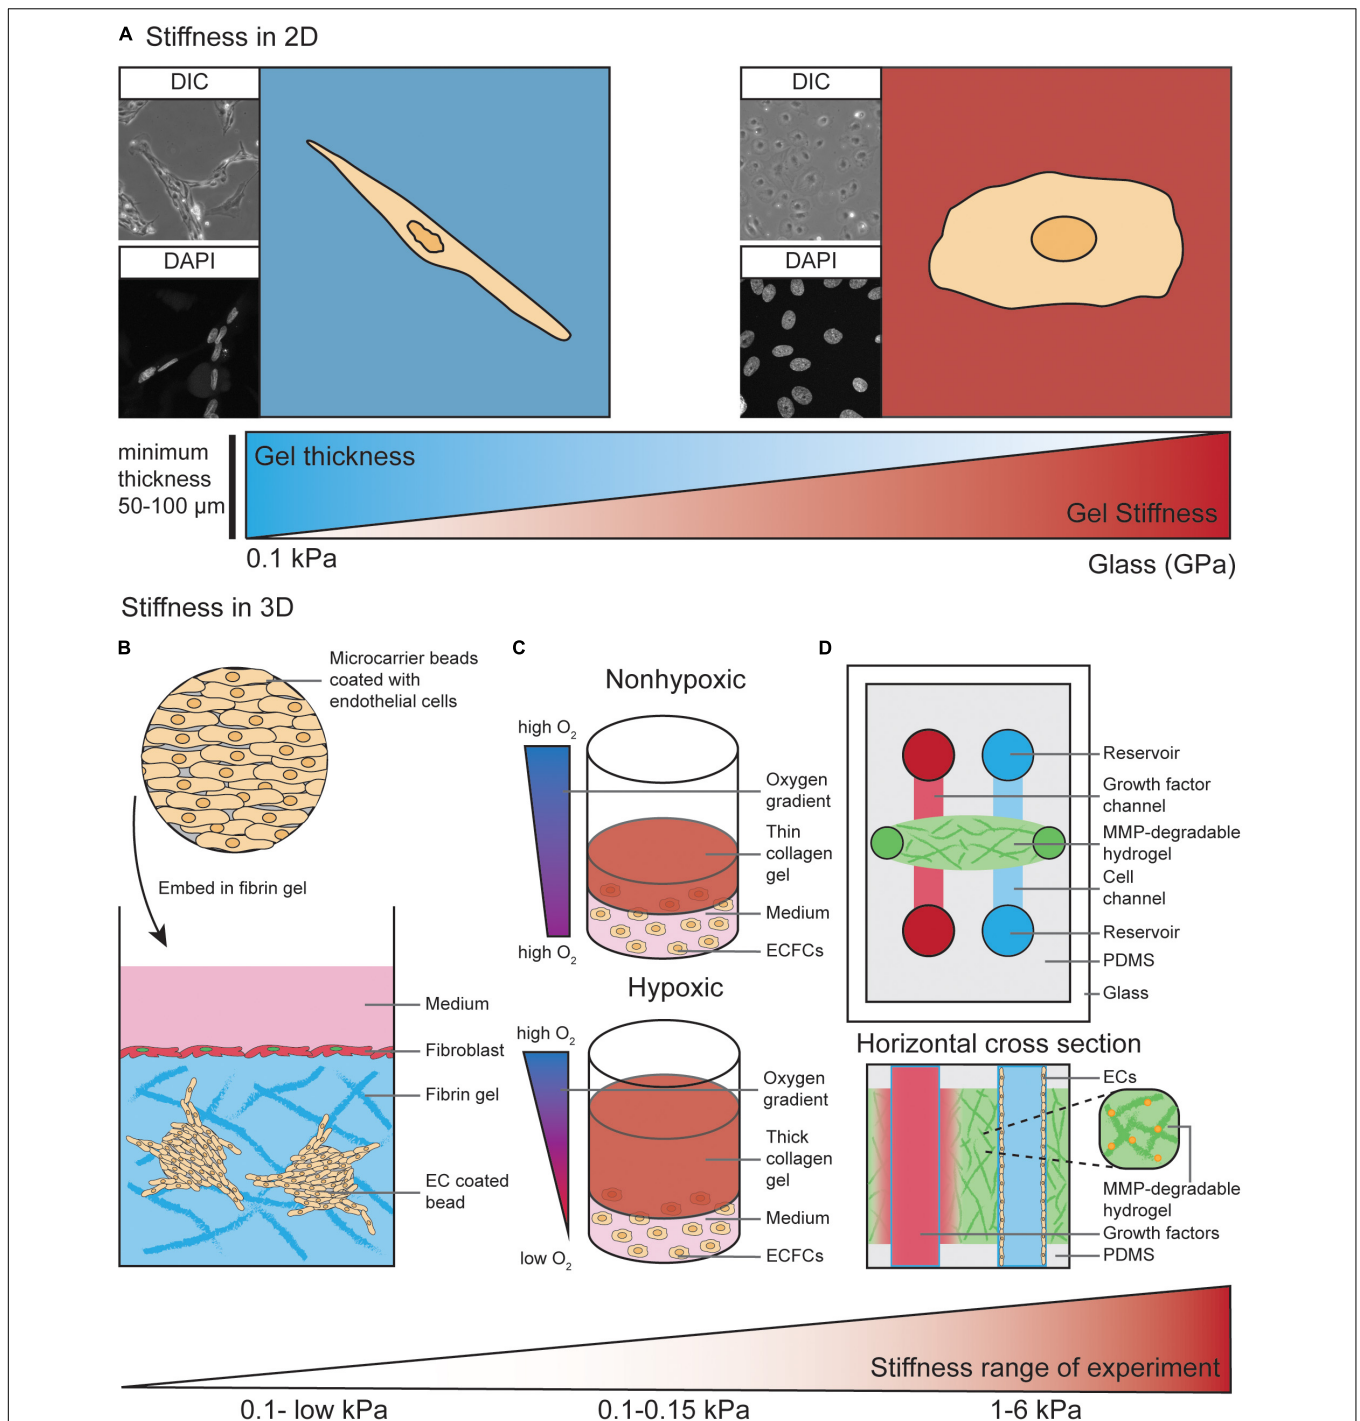 A Stiffness in 2D
DIC
DAPI
DIC
DAPI
minimum
thickness
50-100 µm
Gel thickness
Gel Stiffness
0.1 kPa
Glass (GPa)
Stiffness in 3D
B
Microcarrier beads
coated with
endothelial cells
Embed in fibrin gel
Medium
Fibroblast
Fibrin gel
EC coated
bead
C
Nonhypoxic
high O2
Oxygen
gradient
Thin
collagen
gel
Medium
ECFCs
high O2
Hypoxic
high O2
Oxygen
gradient
Thick
collagen
gel
Medium
ECFCs
low O2
D
Reservoir
Growth factor
channel
MMP-degradable
hydrogel
Cell
channel
Reservoir
PDMS
Glass
Horizontal cross section
ECs
MMP-degradable
hydrogel
Growth factors
PDMS
Stiffness range of experiment
0.1- low kPa
0.1-0.15 kPa
1-6 kPa